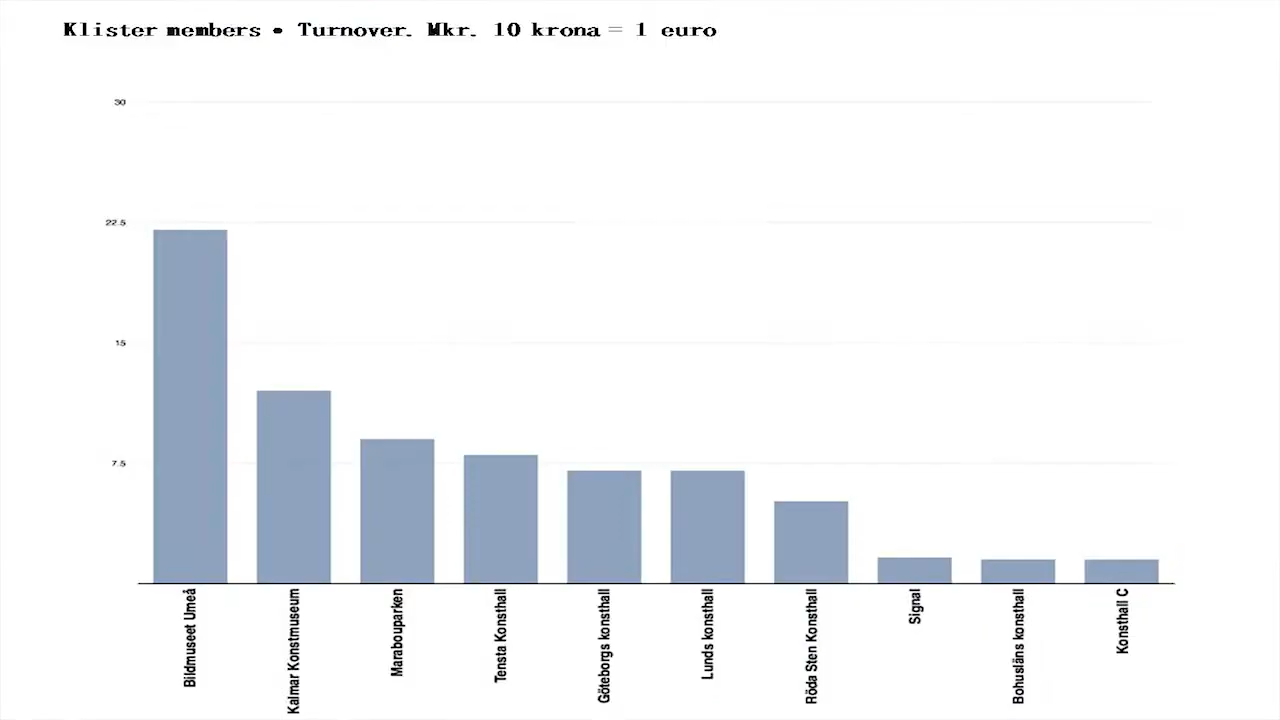 Klister members • Turnover. Mkr. 10 krona = 1 euro
30
22.5
15
7.5
Bildmuseet Umeå
Kalmar Konstmuseum
Marabouparken
Tensta Konsthall
Göteborgs konsthall
Lunds konsthall
Röda Sten Konsthall
Signal
Bohusläns konsthall
Konsthall C